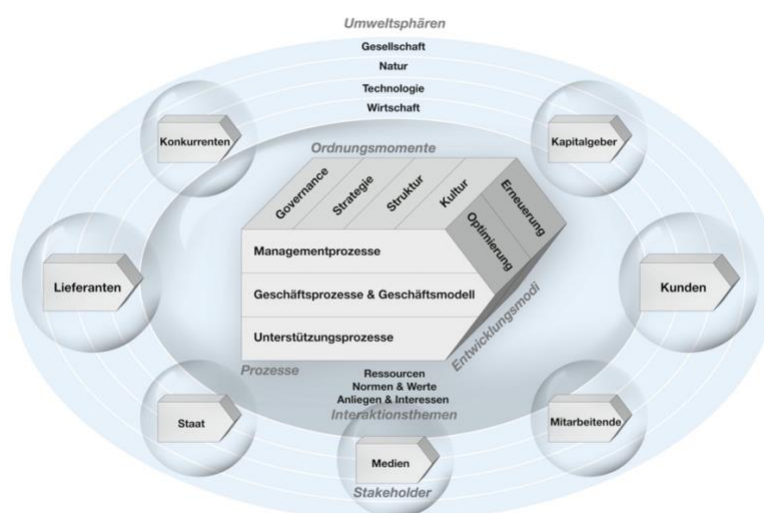 Umweltsphären
Gesellschaft
Natur
Technologie
Wirtschaft
Konkurrenten
Kapitalgeber
Ordnungsmomente
Governance
Strategie
Struktur
Kultur
Erneuerung
Optimierung
Managementprozesse
Geschäftsprozesse & Geschäftsmodell
Unterstützungsprozesse
Lieferanten
Kunden
Entwicklungsmodi
Prozesse
Ressourcen
Normen & Werte
Anliegen & Interessen
Interaktionsthemen
Staat
Mitarbeitende
Medien
Stakeholder